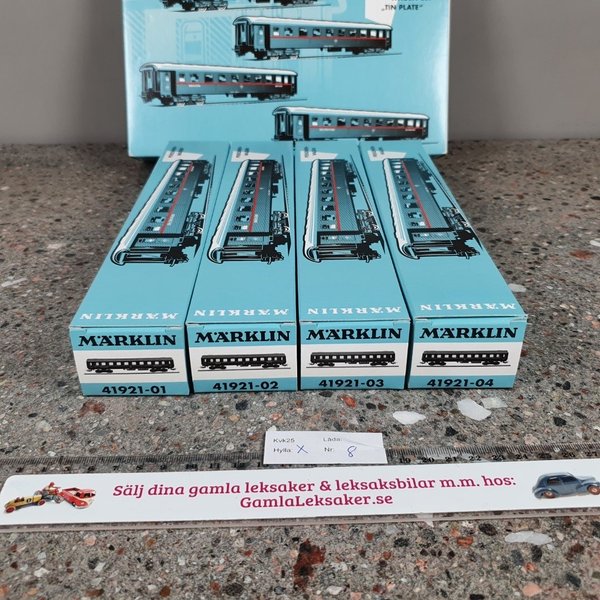 „TIN PLATE“
MÄRKLIN MÄRKLIN MÄRKLIN MÄRKLIN
MÄRKLIN MÄRKLIN MÄRKLIN MÄRKLIN
41921-01 41921-02 41921-03 41921-04
Kvk25 Låda:
Hylla: X Nr. 8
Sälj dina gamla leksaker & leksaksbilar m.m. hos:
GamlaLeksaker.se